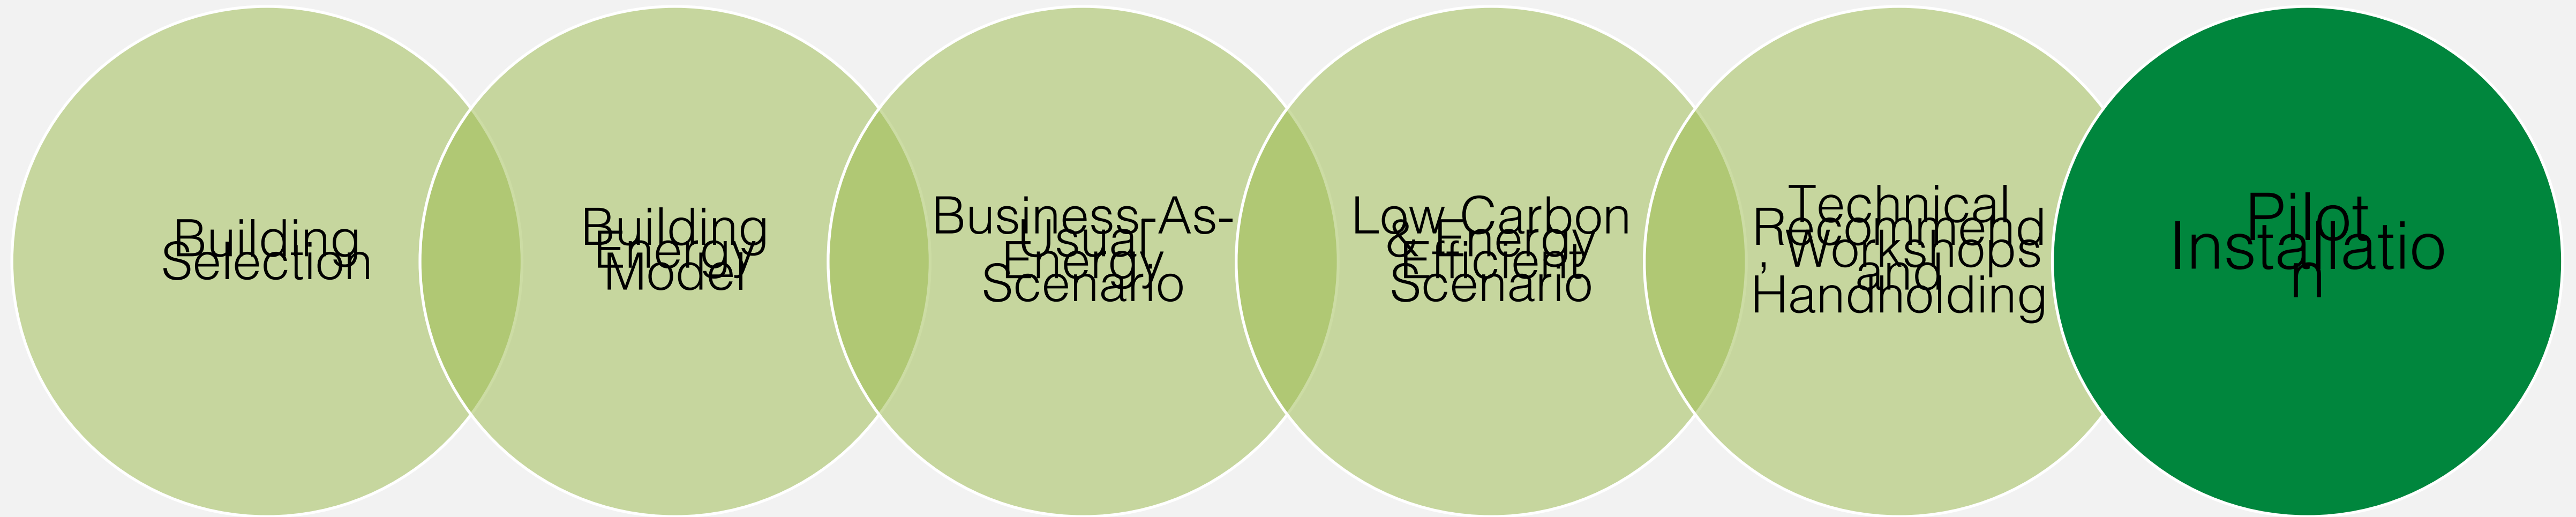 Building
Selection
Building
Energy
Model
Business-As-
Usual
Energy
Scenario
Low Carbon
& Energy
Efficient
Scenario
Technical
Recommend
, Workshops
and
Handholding
Pilot
Installatio
n